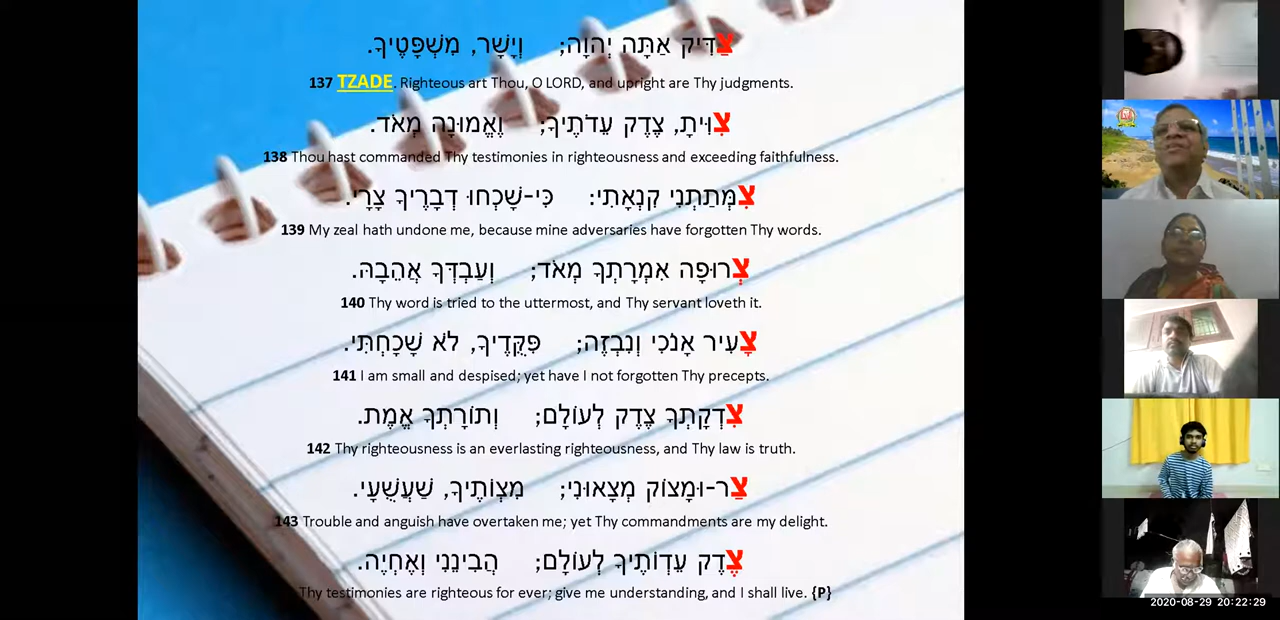 צַדִּיק אַתָּה יְהוָה; וְיָשָׁר, מִשְׁפָּטֶיךָ.
137 TZADE. Righteous art Thou, O LORD, and upright are Thy judgments.
צִוִּיתָ, צֶדֶק עֵדֹתֶיךָ; וֶאֱמוּנָה מְאֹד.
138 Thou hast commanded Thy testimonies in righteousness and exceeding faithfulness.
צִמְּתַתְנִי קִנְאָתִי: כִּי-שָׁכְחוּ דְבָרֶיךָ צָרָי.
139 My zeal hath undone me, because mine adversaries have forgotten Thy words.
צְרוּפָה אִמְרָתְךָ מְאֹד; וְעַבְדְּךָ אֲהֵבָהּ.
140 Thy word is tried to the uttermost, and Thy servant loveth it.
צָעִיר אָנֹכִי וְנִבְזֶה; פִּקֻּדֶיךָ, לֹא שָׁכָחְתִּי.
141 I am small and despised; yet have I not forgotten Thy precepts.
צִדְקָתְךָ צֶדֶק לְעוֹלָם; וְתוֹרָתְךָ אֱמֶת.
142 Thy righteousness is an everlasting righteousness, and Thy law is truth.
צַר-וּמָצוֹק מְצָאוּנִי; מִצְו‍ֹתֶיךָ, שַׁעֲשֻׁעָי.
143 Trouble and anguish have overtaken me; yet Thy commandments are my delight.
צֶדֶק עֵדְוֺתֶיךָ לְעוֹלָם; הֲבִינֵנִי וְאֶחְיֶה.
Thy testimonies are righteous for ever; give me understanding, and I shall live. {P}
2020-08-29 20:22:29